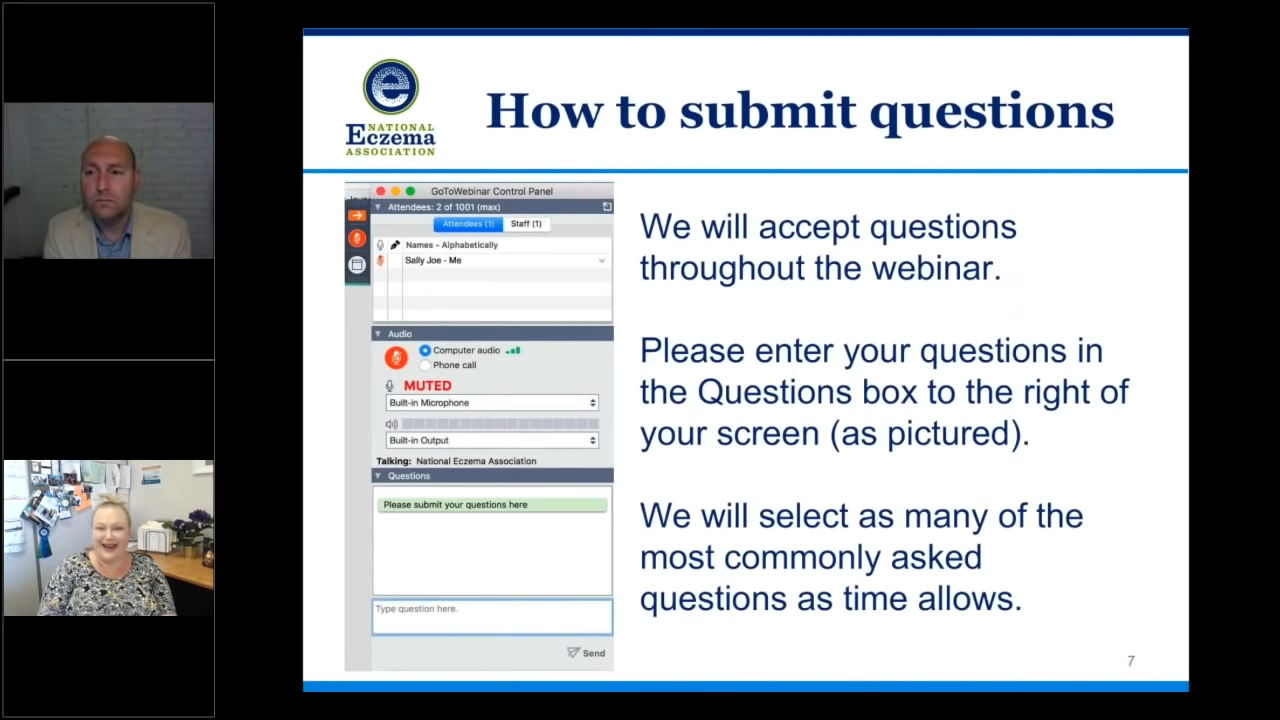 NATIONAL
Eczema
ASSOCIATION
How to submit questions
GoToWebinar Control Panel
Attendees: 2 of 1001 (max)
Attendees (1) Staff (1)
Names - Alphabetically
Sally Joe - Me
Audio
Computer audio
Phone call
MUTED
Built-in Microphone
Built-in Output
Talking: National Eczema Association
Questions
Please submit your questions here
Type question here.
Send
We will accept questions
throughout the webinar.
Please enter your questions in
the Questions box to the right of
your screen (as pictured).
We will select as many of the
most commonly asked
questions as time allows.
7